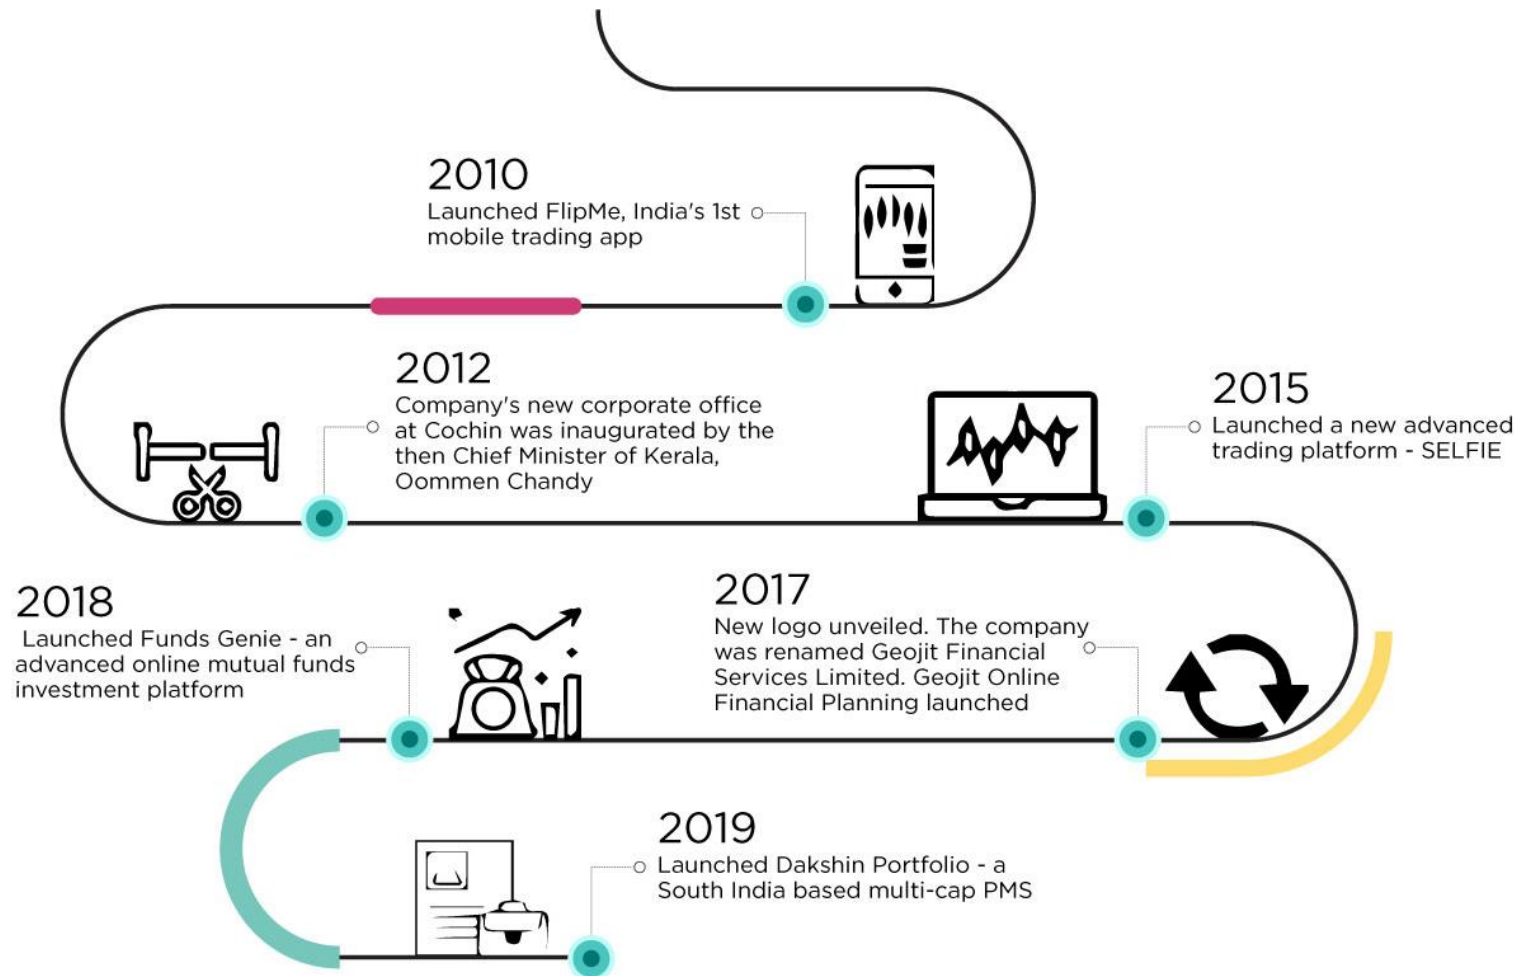 2010
Launched FlipMe, India's 1st
mobile trading app
2012
Company's new corporate office
at Cochin was inaugurated by the
then Chief Minister of Kerala,
Oommen Chandy
2015
Launched a new advanced
trading platform - SELFIE
2017
New logo unveiled. The company
was renamed Geojit Financial
Services Limited. Geojit Online
Financial Planning launched
2018
Launched Funds Genie - an
advanced online mutual funds
investment platform
2019
Launched Dakshin Portfolio - a
South India based multi-cap PMS